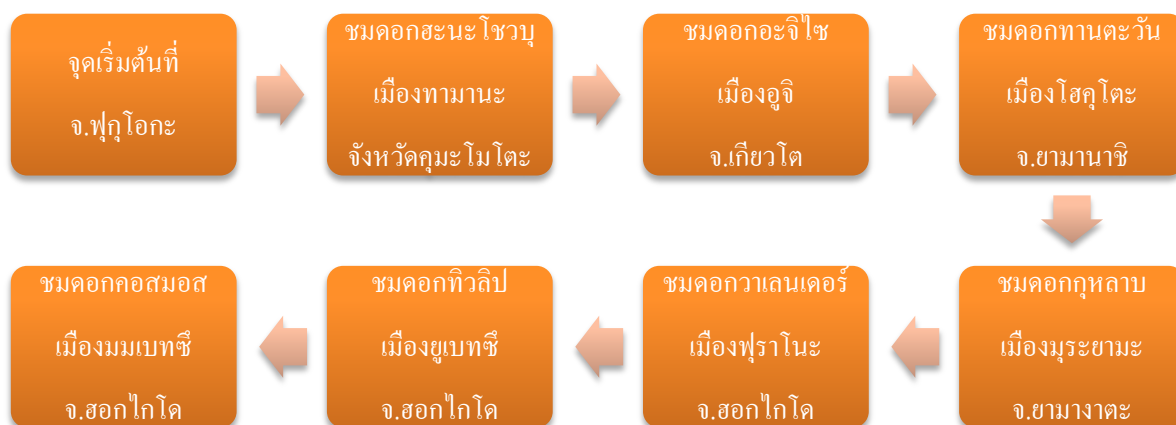 จุดเริ่มต้นที่
จ.ฟุกุโอกะ
ชมดอกฮะนะโชวบุ
เมืองทามานะ
จังหวัดคุมะโมโตะ
ชมดอกอะจิไซ
เมืองอูจิ
จ.เกียวโต
ชมดอกทานตะวัน
เมืองโฮคุโตะ
จ.ยามานาชิ
ชมดอกกุหลาบ
เมืองมุระยามะ
จ.ยามางาตะ
ชมดอกวาเลนเดอร์
เมืองฟุราโนะ
จ.ฮอกไกโด
ชมดอกทิวลิป
เมืองยูเบทซึ
จ.ฮอกไกโด
ชมดอกคอสมอส
เมืองมมเบทซึ
จ.ฮอกไกโด